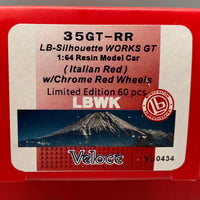 35GT-RR
LB-Silhouette WORKS GT
1:64 Resin Model Car
(Italian Red)
w/Chrome Red Wheels
Limited Edition 60 pcs
LBWK
Veloce